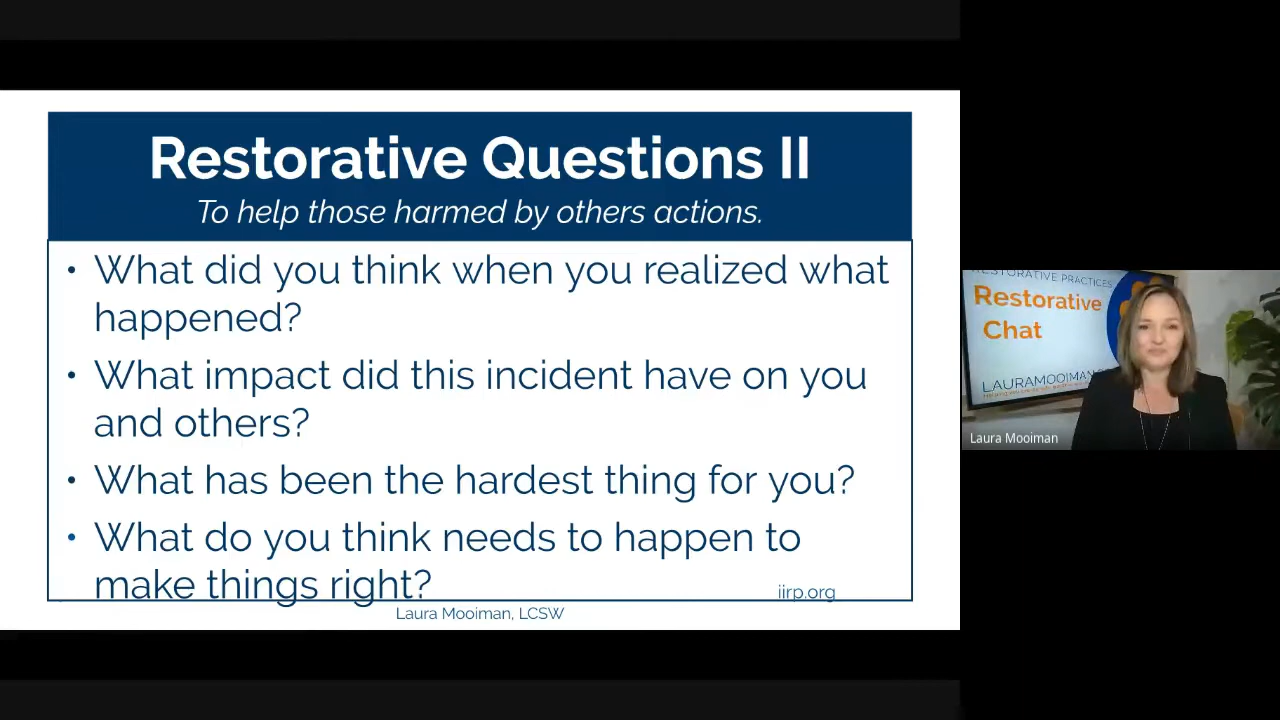 Restorative Questions II
To help those harmed by others actions.
• What did you think when you realized what
happened?
• What impact did this incident have on you
and others?
• What has been the hardest thing for you?
• What do you think needs to happen to
make things right?
iirp.org
Laura Mooiman, LCSW
RESTORATIVE PRACTICES
Restorative
Chat
LAURAMOOIMAN
Laura Mooiman